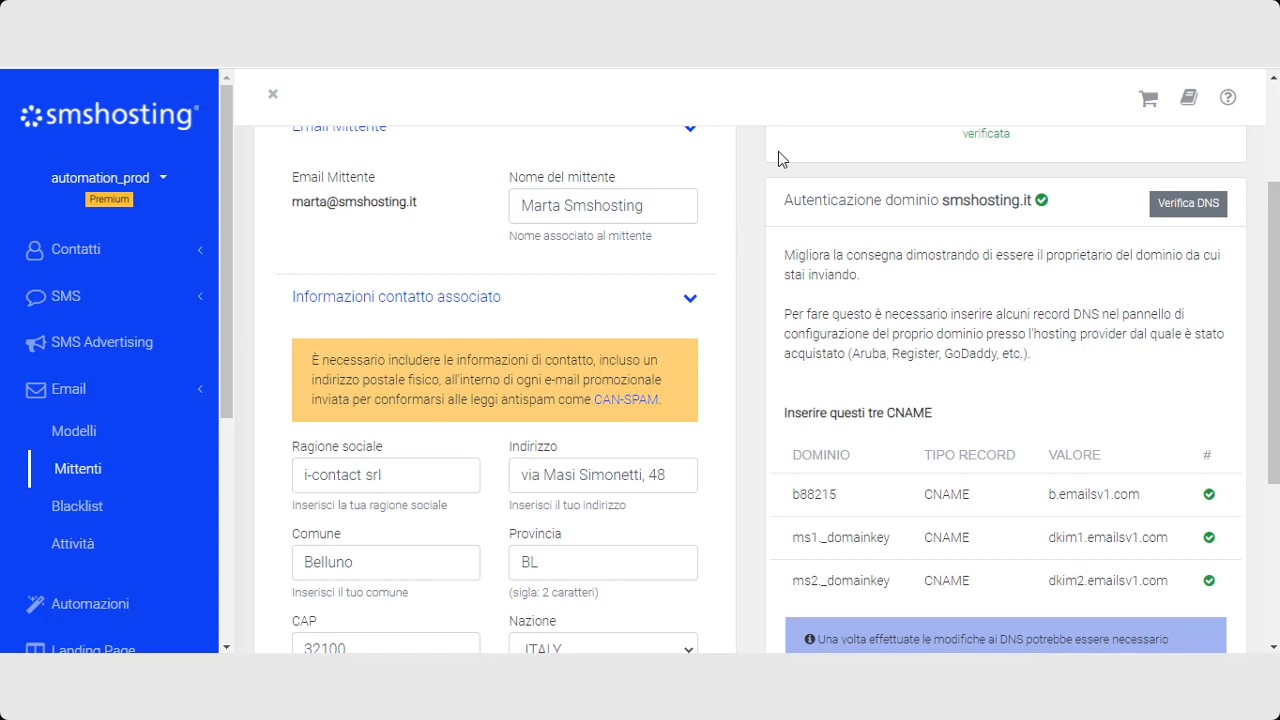 smshosting®
automation_prod
Premium
Contatti
SMS
SMS Advertising
Email
Modelli
Mittenti
Blacklist
Attività
Automazioni
Landing Page
Email Mittente
Email Mittente
marta@smshosting.it
Nome del mittente
Marta Smshosting
Nome associato al mittente
Informazioni contatto associato
È necessario includere le informazioni di contatto, incluso un
indirizzo postale fisico, all'interno di ogni e-mail promozionale
inviata per conformarsi alle leggi antispam come CAN-SPAM.
Ragione sociale
i-contact srl
Inserisci la tua ragione sociale
Indirizzo
via Masi Simonetti, 48
Inserisci il tuo indirizzo
Comune
Belluno
Inserisci il tuo comune
Provincia
BL
(sigla: 2 caratteri)
CAP
32100
Nazione
ITALY
verificata
Autenticazione dominio smshosting.it
Verifica DNS
Migliora la consegna dimostrando di essere il proprietario del dominio da cui
stai inviando.
Per fare questo è necessario inserire alcuni record DNS nel pannello di
configurazione del proprio dominio presso l'hosting provider dal quale è stato
acquistato (Aruba, Register, GoDaddy, etc.).
Inserire questi tre CNAME
DOMINIO TIPO RECORD VALORE #
b88215 CNAME b.emailsv1.com
ms1._domainkey CNAME dkim1.emailsv1.com
ms2._domainkey CNAME dkim2.emailsv1.com
Una volta effettuate le modifiche ai DNS potrebbe essere necessario